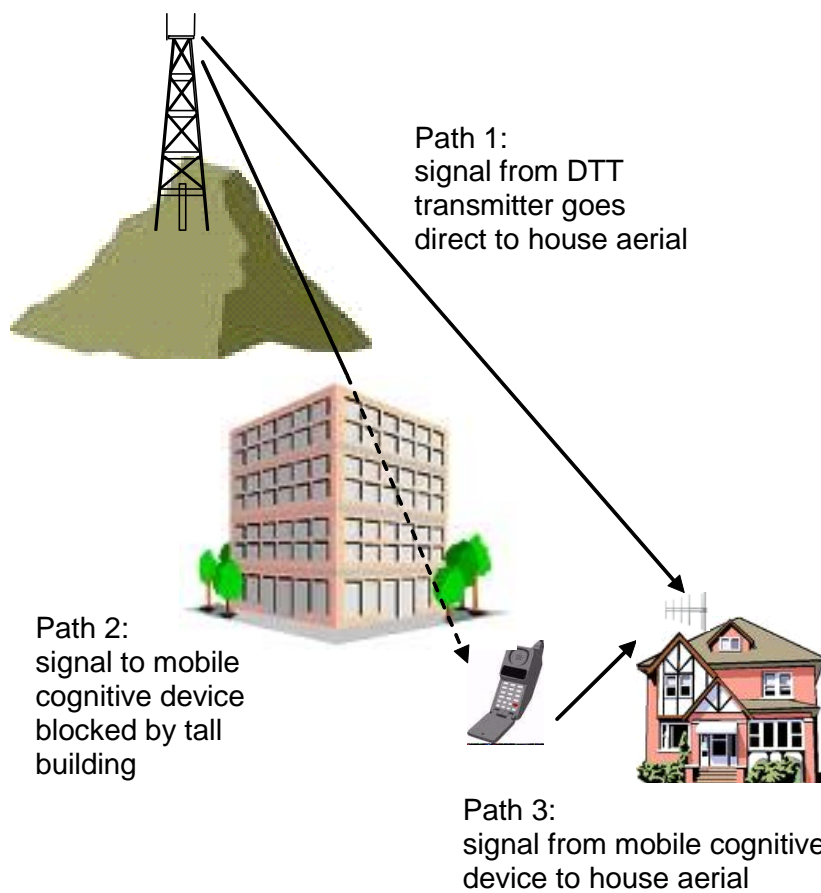 Path 1:
signal from DTT
transmitter goes
direct to house aerial
Path 2:
signal to mobile
cognitive device
blocked by tall
building
Path 3:
signal from mobile cognitive
device to house aerial